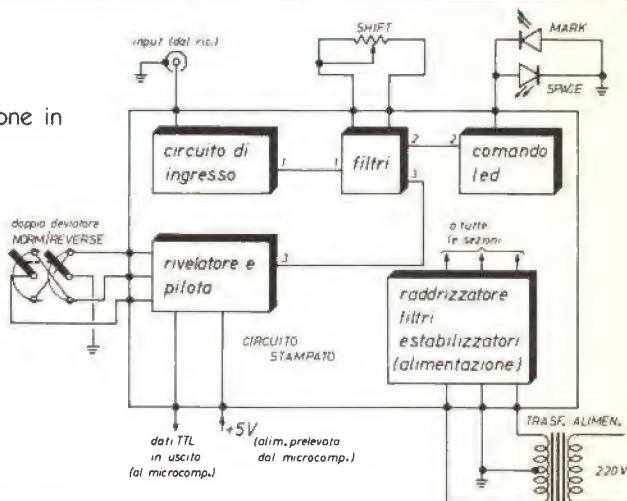 one in
input (dal ric.)
SHIFT
MARK
SPACE
circuito di
ingresso
1
1
filtri
2
2
3
comando
led
doppio deviatore
NORM/REVERSE
rivelatore e
pilota
3
a tutte
le sezioni
raddrizzatore
filtri
estabilizzatori
(alimentazione)
CIRCUITO
STAMPATO
dati TTL
in uscita
(al microcomp.)
+5V
(alim. prelevata
dal microcomp.)
TRASF. ALIMEN.
220V